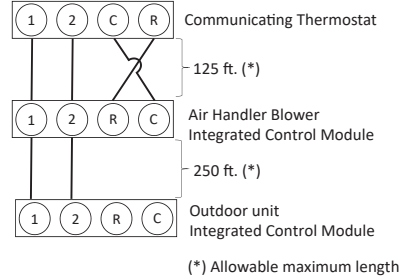 1 2 C R Communicating Thermostat
125 ft. (*)
1 2 R C Air Handler Blower
Integrated Control Module
250 ft. (*)
1 2 R C Outdoor unit
Integrated Control Module
(*) Allowable maximum length